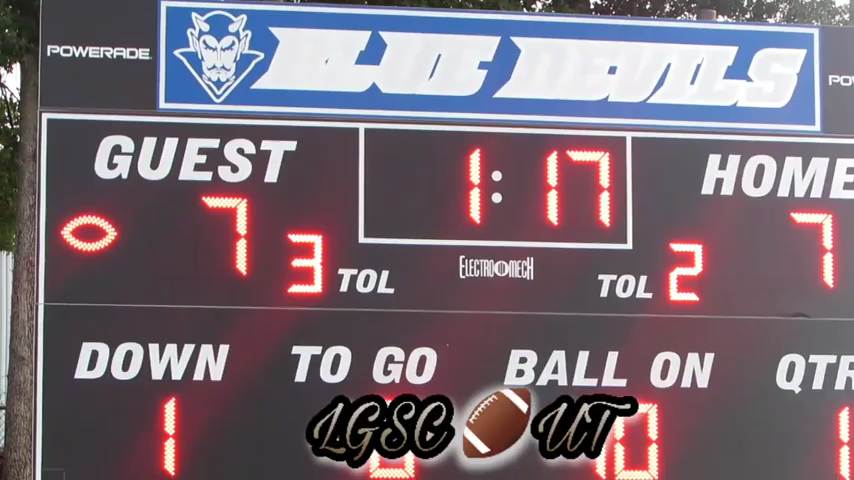 POWERADE BLUE DEVILS
GUEST 1:17 HOME
7 3 TOL ELECTRO-MECH TOL 2 7
DOWN TO GO BALL ON QTR
1 LGSC UT 1